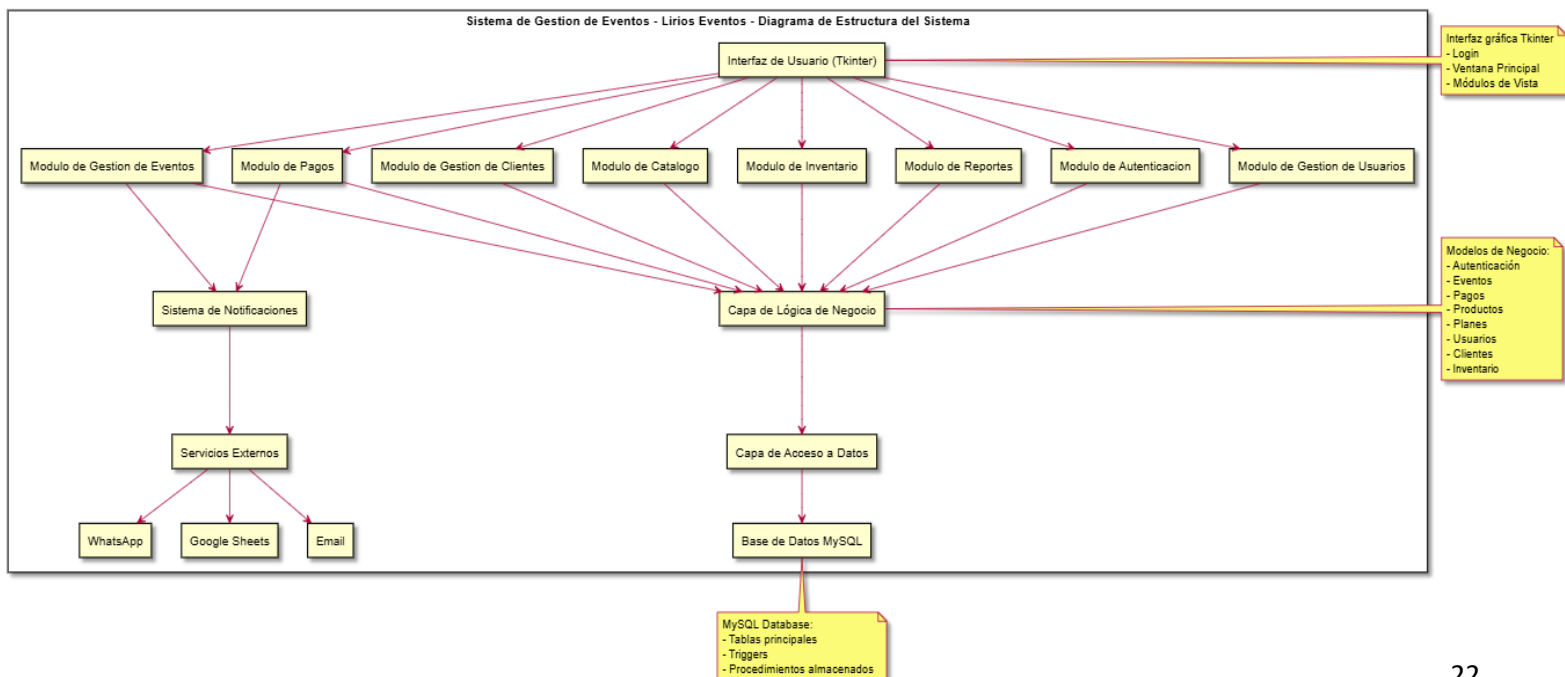 Sistema de Gestion de Eventos - Lirios Eventos - Diagrama de Estructura del Sistema
Interfaz de Usuario (Tkinter)
Interfaz gráfica Tkinter
- Login
- Ventana Principal
- Módulos de Vista
Modulo de Gestion de Eventos
Modulo de Pagos
Modulo de Gestion de Clientes
Modulo de Catalogo
Modulo de Inventario
Modulo de Reportes
Modulo de Autenticacion
Modulo de Gestion de Usuarios
Sistema de Notificaciones
Capa de Lógica de Negocio
Modelos de Negocio:
- Autenticación
- Eventos
- Pagos
- Productos
- Planes
- Usuarios
- Clientes
- Inventario
Servicios Externos
Capa de Acceso a Datos
WhatsApp
Google Sheets
Email
Base de Datos MySQL
MySQL Database:
- Tablas principales
- Triggers
- Procedimientos almacenados
22